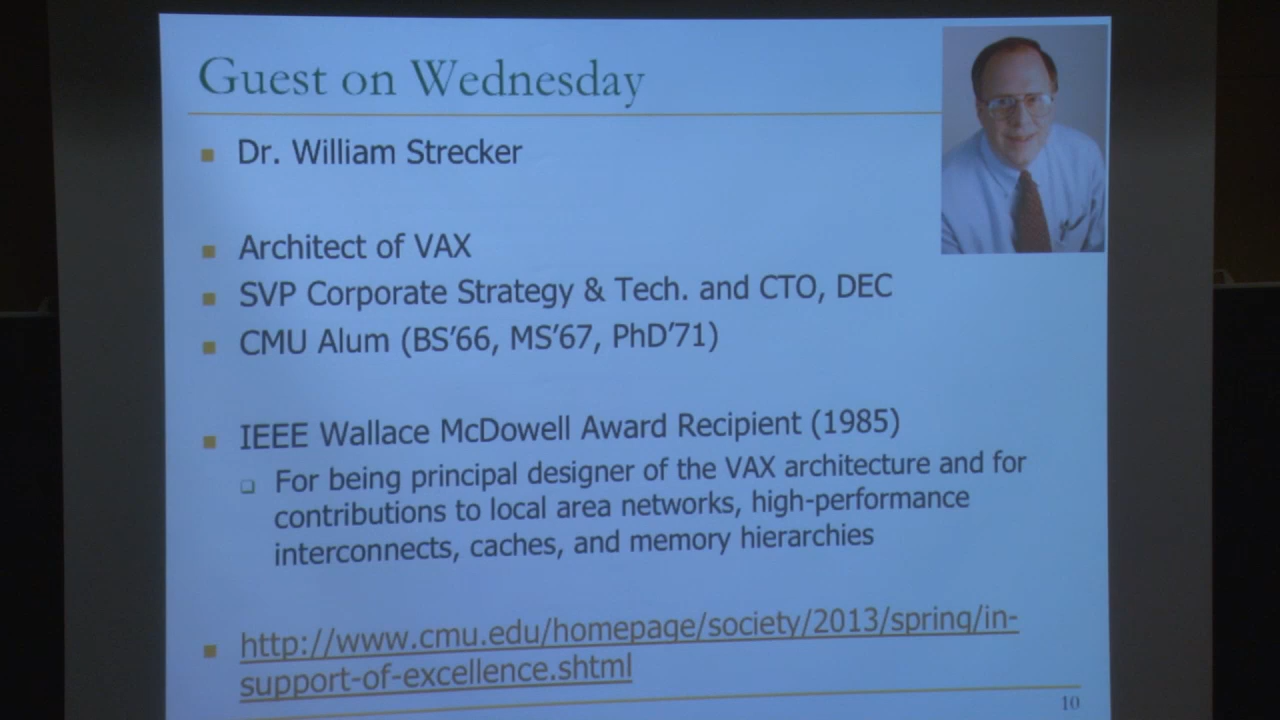 Guest on Wednesday
Dr. William Strecker
Architect of VAX
SVP Corporate Strategy & Tech. and CTO, DEC
CMU Alum (BS'66, MS'67, PhD'71)
IEEE Wallace McDowell Award Recipient (1985)
For being principal designer of the VAX architecture and for
contributions to local area networks, high-performance
interconnects, caches, and memory hierarchies
http://www.cmu.edu/homepage/society/2013/spring/in-
support-of-excellence.shtml
10